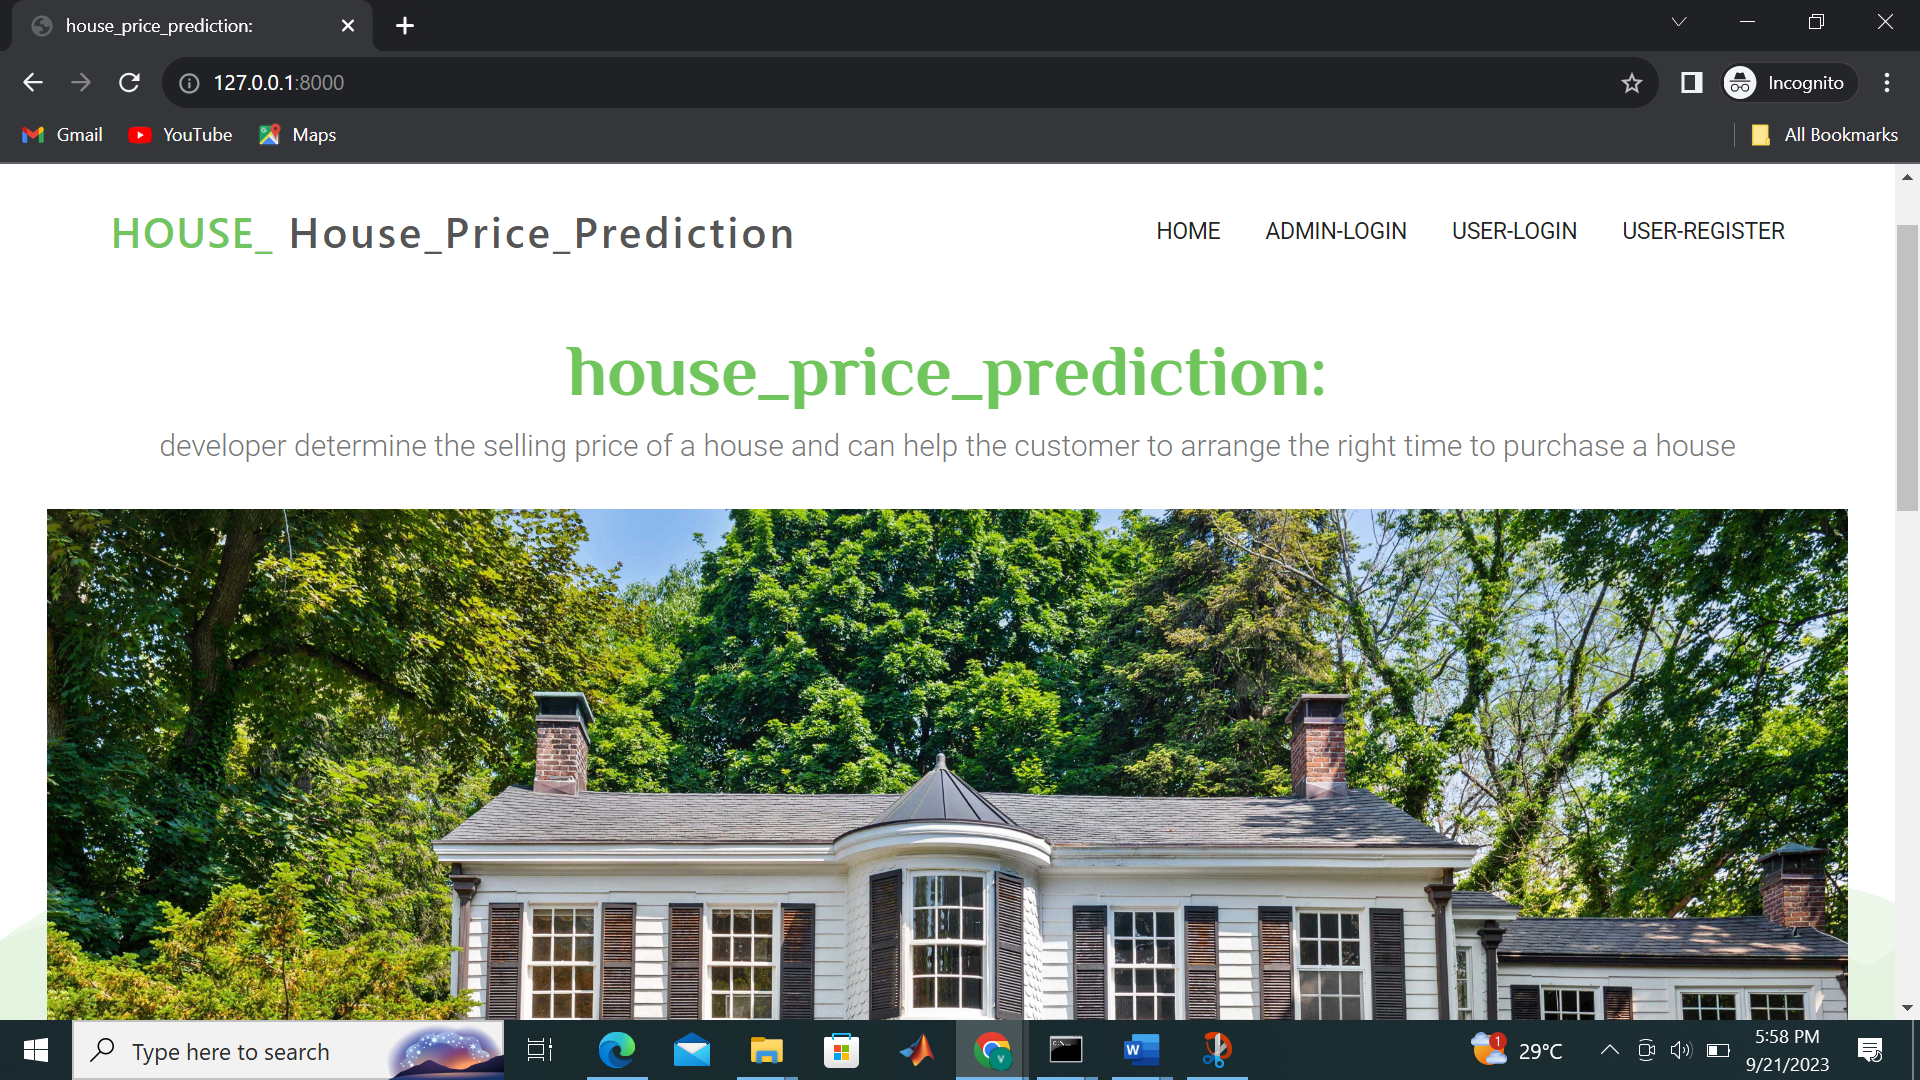 house_price_prediction:
127.0.0.1:8000
Incognito
Gmail YouTube Maps All Bookmarks
HOUSE_ House_Price_Prediction HOME ADMIN-LOGIN USER-LOGIN USER-REGISTER
house_price_prediction:
developer determine the selling price of a house and can help the customer to arrange the right time to purchase a house
Type here to search
V
W
1
29°C
5:58 PM
9/21/2023